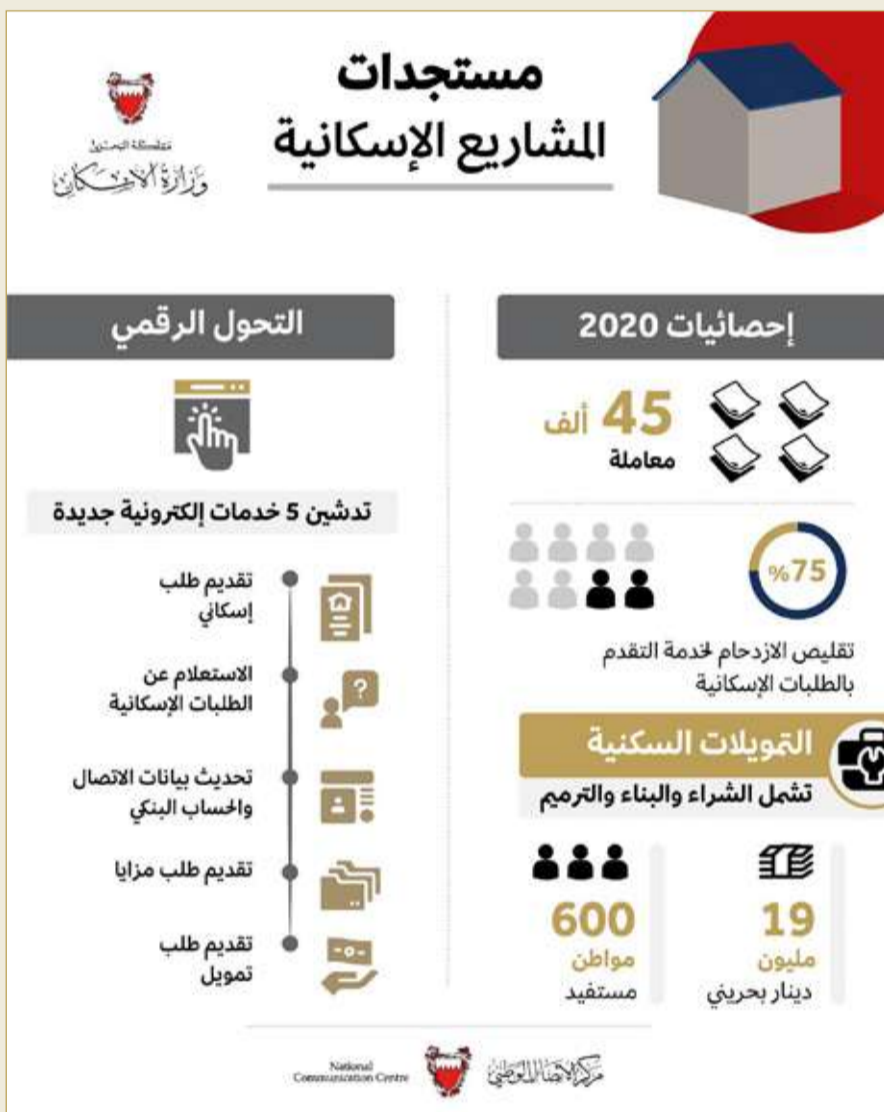 مستجدات
المشاريع الإسكانية
مملكة البحرين
وزارة الإسكان
إحصائيات 2020
45 ألف
معاملة
%75
تقليص الازدحام لخدمة التقدم
بالطلبات الإسكانية
التمويلات السكنية
تشمل الشراء والبناء والترميم
19
مليون
دينار بحريني
600
مواطن
مستفيد
التحول الرقمي
تدشين 5 خدمات إلكترونية جديدة
تقديم طلب
إسكاني
الاستعلام عن
الطلبات الإسكانية
تحديث بيانات الاتصال
والحساب البنكي
تقديم طلب مزايا
تقديم طلب
تمويل
مركز الاتصال الوطني
National
Communication Centre